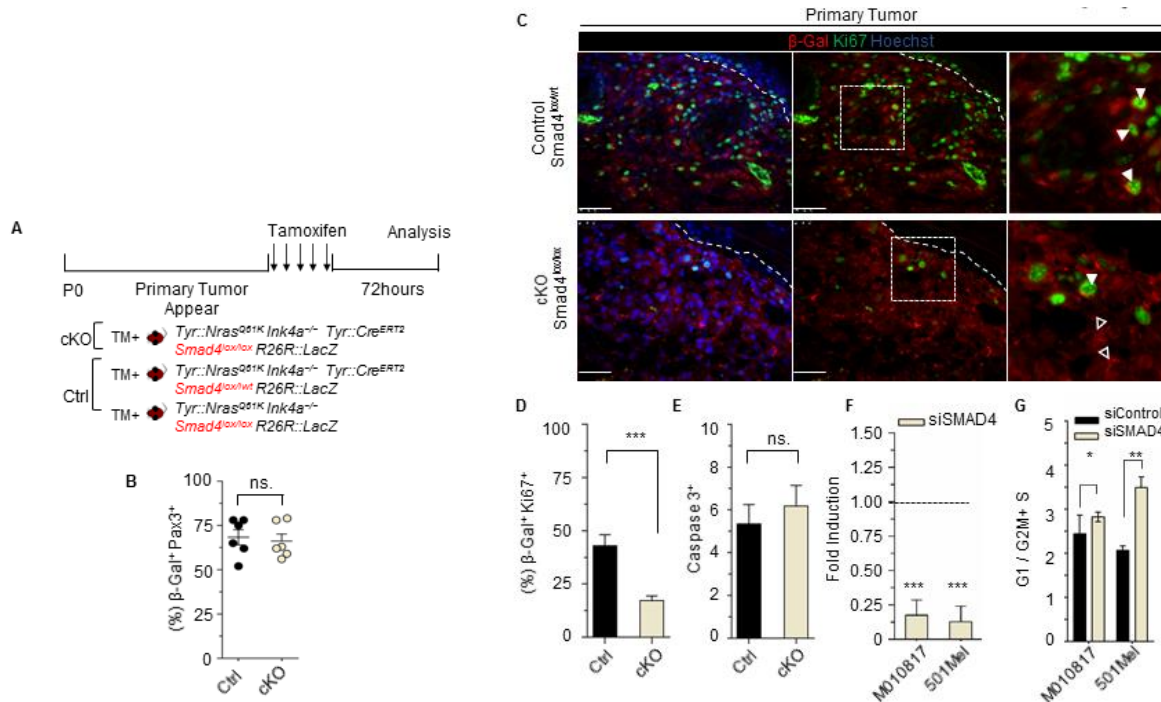 C
Primary Tumor
β-Gal Ki67 Hoechst
Control
Smad4lox/wt
cKO
Smad4lox/lox
A
Tamoxifen
Analysis
P0
Primary Tumor
Appear
72hours
cKO
TM+
Tyr::NrasQ61K Ink4a-/- Tyr::CreERT2
Smad4lox/lox R26R::LacZ
Ctrl
TM+
Tyr::NrasQ61K Ink4a-/- Tyr::CreERT2
Smad4lox/wt R26R::LacZ
TM+
Tyr::NrasQ61K Ink4a-/-
Smad4lox/lox R26R::LacZ
B
ns.
(%) β-Gal+ Pax3+
100
75
50
25
0
Ctrl
cKO
D
***
(%) β-Gal+ Ki67+
100
75
50
25
0
Ctrl
cKO
E
ns.
Caspase 3+
8
6
4
2
0
Ctrl
cKO
F
siSMAD4
Fold Induction
1.50
1.25
1.00
0.75
0.50
0.25
0
***
***
M010817
501Mel
G
siControl
siSMAD4
G1 / G2M+ S
5
4
3
2
1
0
*
**
M010817
501Mel